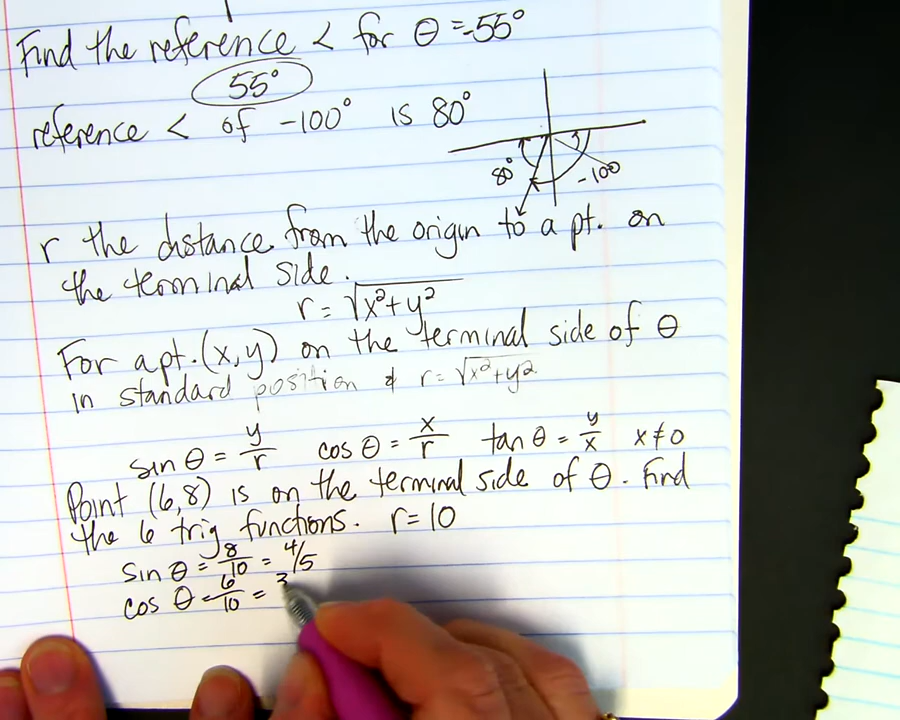 Find the reference < for θ = -55°
55°
reference < of -100° is 80°
80°
-100
r the distance from the origin to a pt. on
the terminal side.
r = √x²+y²
For a pt. (x,y) on the terminal side of θ
in standard position & r = √x²+y²
sin θ = y/r cos θ = x/r tan θ = y/x x≠0
Point (6,8) is on the terminal side of θ. Find
the 6 trig functions. r = 10
sin θ = 8/10 = 4/5
cos θ = 6/10 = 3